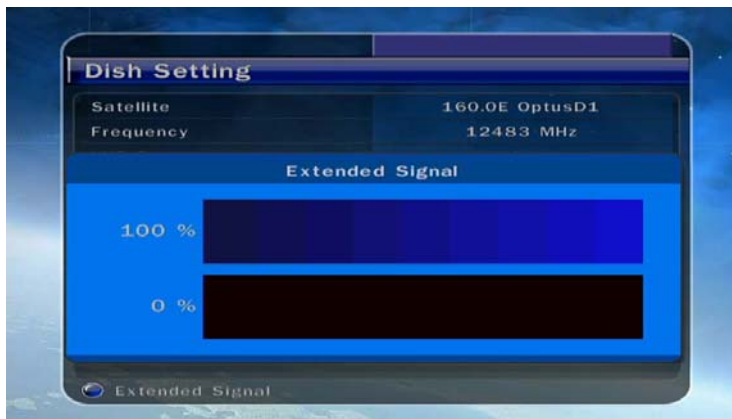 Dish Setting
Satellite 160.0E OptusD1
Frequency 12483 MHz
Extended Signal
100 %
0 %
Extended Signal